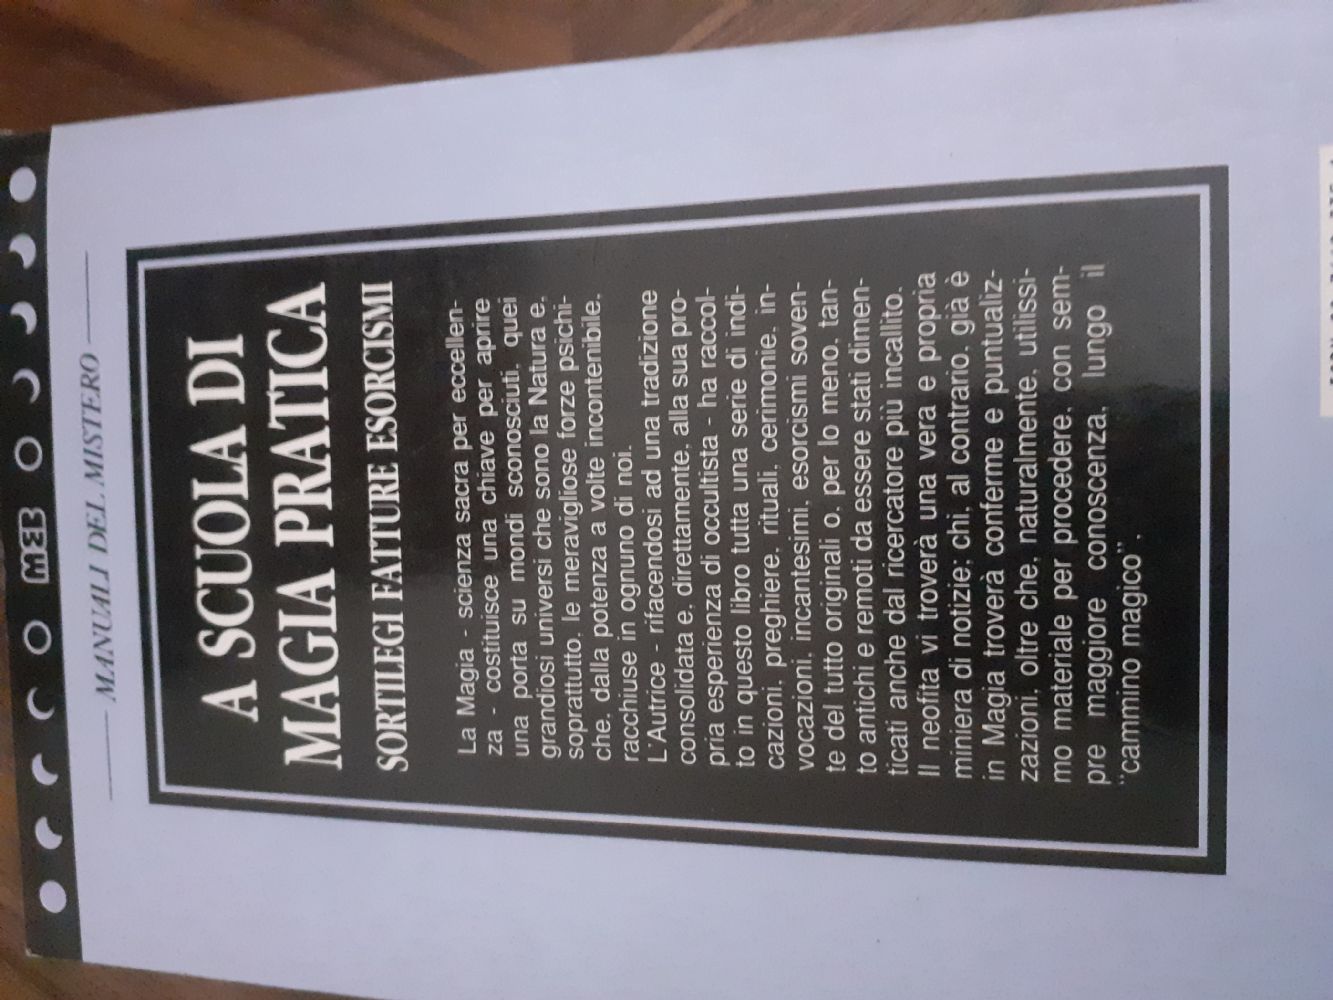 MEB
MANUALI DEL MISTERO
A SCUOLA DI
MAGIA PRATICA
SORTILEGI FATTURE ESORCISMI
La Magia - scienza sacra per eccellen-
za - costituisce una chiave per aprire
una porta su mondi sconosciuti, quei
grandiosi universi che sono la Natura e,
soprattutto, le meravigliose forze psichi-
che, dalla potenza a volte incontenibile,
racchiuse in ognuno di noi.
L'Autrice - rifacendosi ad una tradizione
consolidata e, direttamente, alla sua pro-
pria esperienza di occultista - ha raccol-
to in questo libro tutta una serie di indi-
cazioni, preghiere, rituali, cerimonie, in-
vocazioni, incantesimi, esorcismi soven-
te del tutto originali o, per lo meno, tan-
to antichi e remoti da essere stati dimen-
ticati anche dal ricercatore più incallito.
Il neofita vi troverà una vera e propria
miniera di notizie; chi, al contrario, già è
in Magia troverà conferme e puntualiz-
zazioni, oltre che, naturalmente, utilissi-
mo materiale per procedere, con sem-
pre maggiore conoscenza, lungo il
"cammino magico".